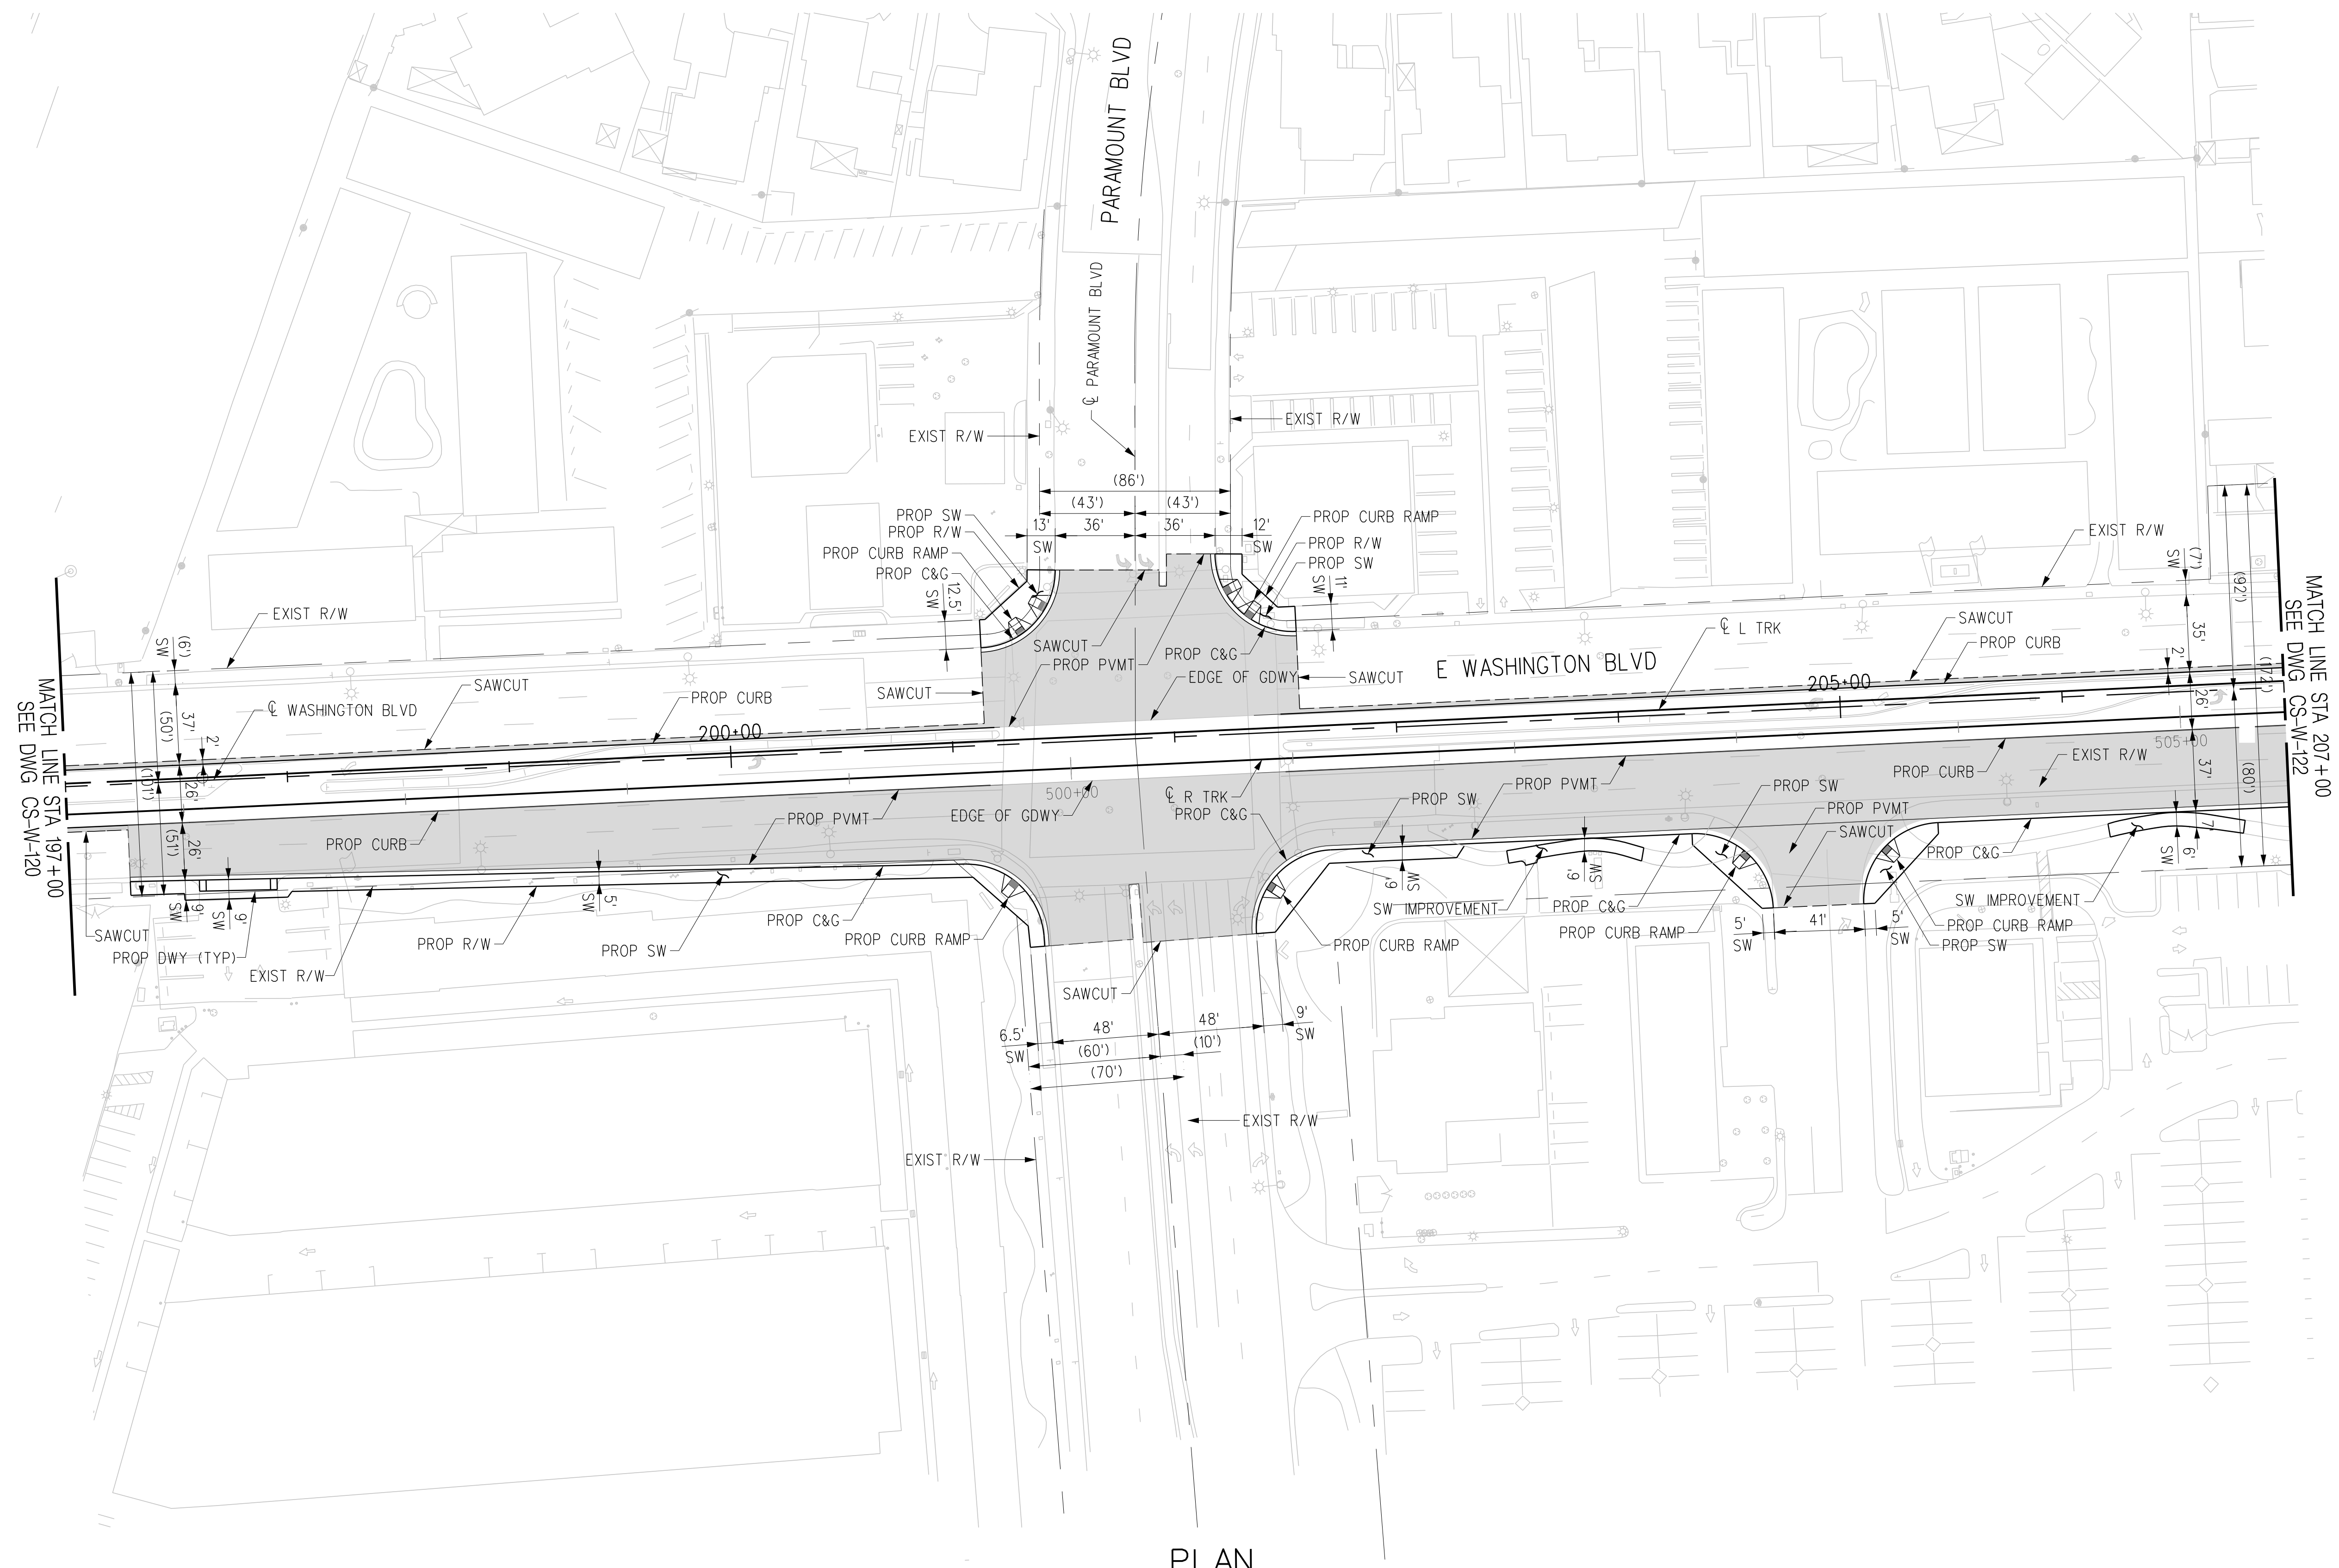 PARAMOUNT BLVD
℄ PARAMOUNT BLVD
EXIST R/W
EXIST R/W
(86')
(43')
(43')
13'
SW
36'
36'
12'
SW
PROP SW
PROP R/W
PROP CURB RAMP
PROP C&G
12.5'
SW
PROP CURB RAMP
PROP R/W
PROP SW
11'
SW
SAWCUT
PROP PVMT
PROP C&G
EDGE OF GDWY
SAWCUT
SAWCUT
E WASHINGTON BLVD
℄ L TRK
SAWCUT
PROP CURB
EXIST R/W
(7')
SW
(92')
35'
2'
26'
(172')
37'
(80')
205+00
505+00
MATCH LINE STA 207+00
SEE DWG CS-W-122
EXIST R/W
(6')
SW
SAWCUT
PROP CURB
℄ WASHINGTON BLVD
200+00
37'
2'
(50')
(101')
26'
(51')
26'
MATCH LINE STA 197+00
SEE DWG CS-W-120
PROP CURB
PROP PVMT
EDGE OF GDWY
500+00
℄ R TRK
PROP C&G
PROP SW
PROP PVMT
PROP CURB
EXIST R/W
PROP SW
PROP PVMT
SAWCUT
PROP C&G
7'
6'
SW
SAWCUT
PROP DWY (TYP)
9'
SW
9'
SW
EXIST R/W
PROP R/W
5'
SW
PROP SW
PROP C&G
PROP CURB RAMP
SAWCUT
PROP CURB RAMP
9'
SW
SW IMPROVEMENT
9'
SW
PROP C&G
PROP CURB RAMP
5'
SW
41'
5'
SW
PROP CURB RAMP
PROP SW
SW IMPROVEMENT
6.5'
SW
48'
48'
9'
SW
(60')
(10')
(70')
EXIST R/W
EXIST R/W
PLAN